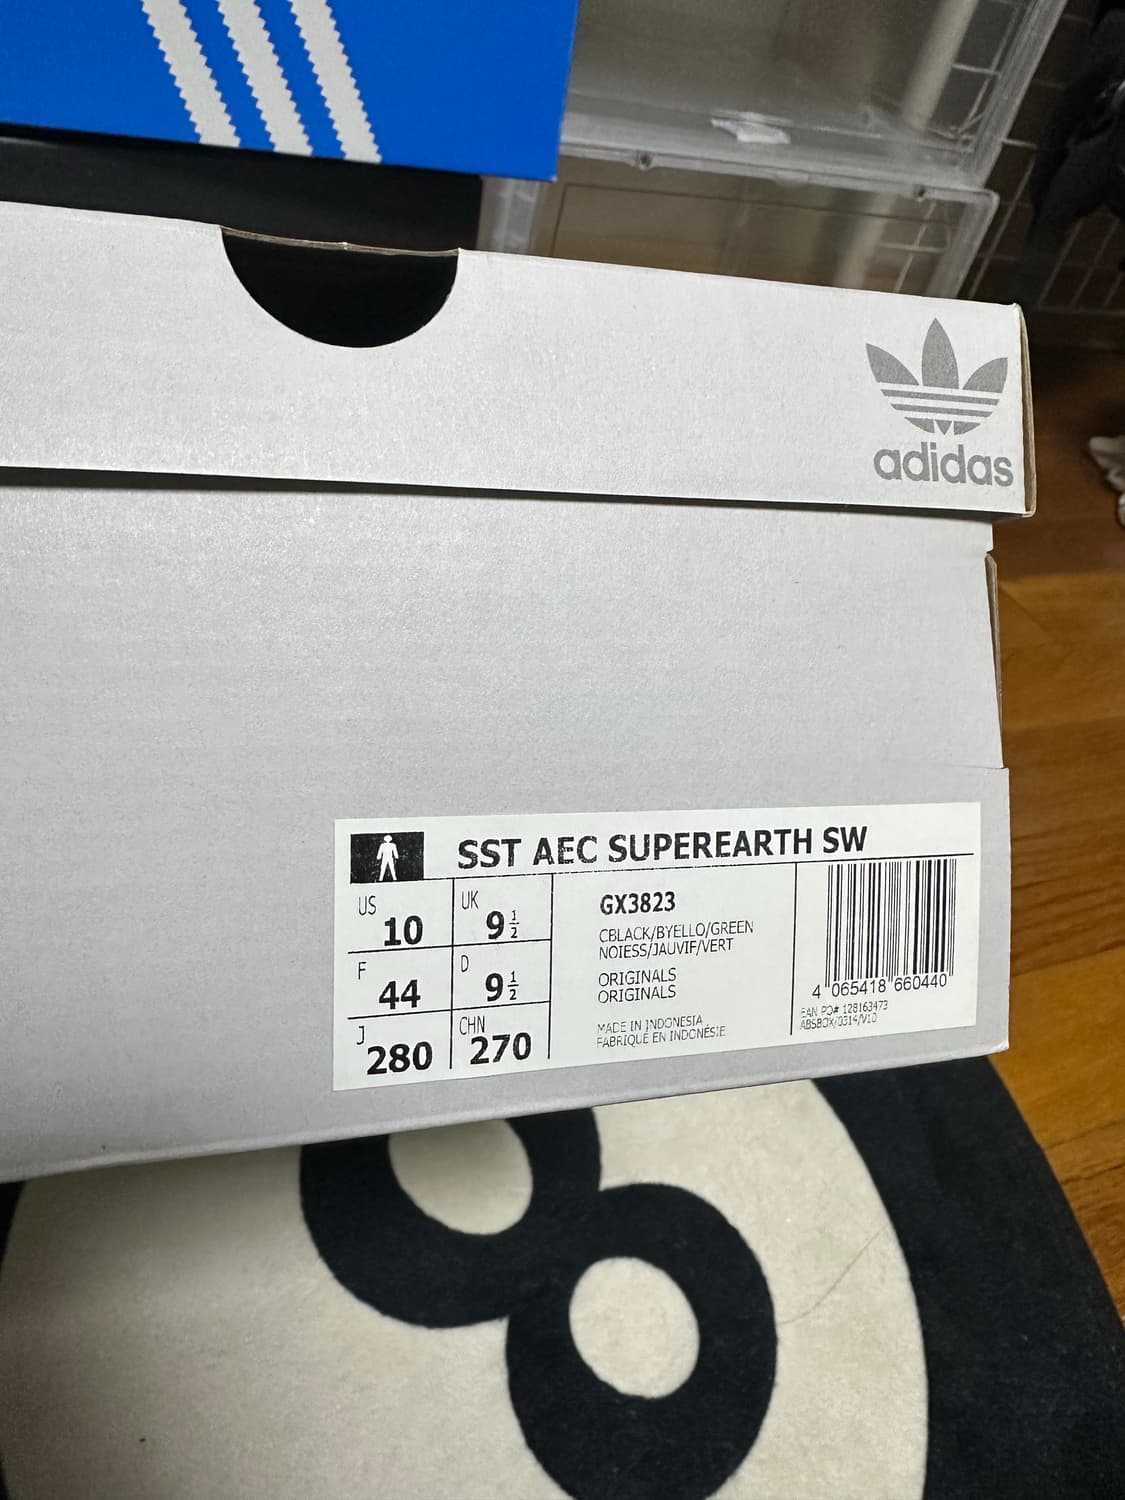 adidas
SST AEC SUPEREARTH SW
US
10
UK
9 1/2
F
44
D
9 1/2
J
280
CHN
270
GX3823
CBLACK/BYELLO/GREEN
NOIESS/JAUVIF/VERT
ORIGINALS
ORIGINALS
MADE IN INDONESIA
FABRIQUÉ EN INDONÉSIE
4 065418 660440
EAN PO# 128163473
ABSBOX/0314/V10
8